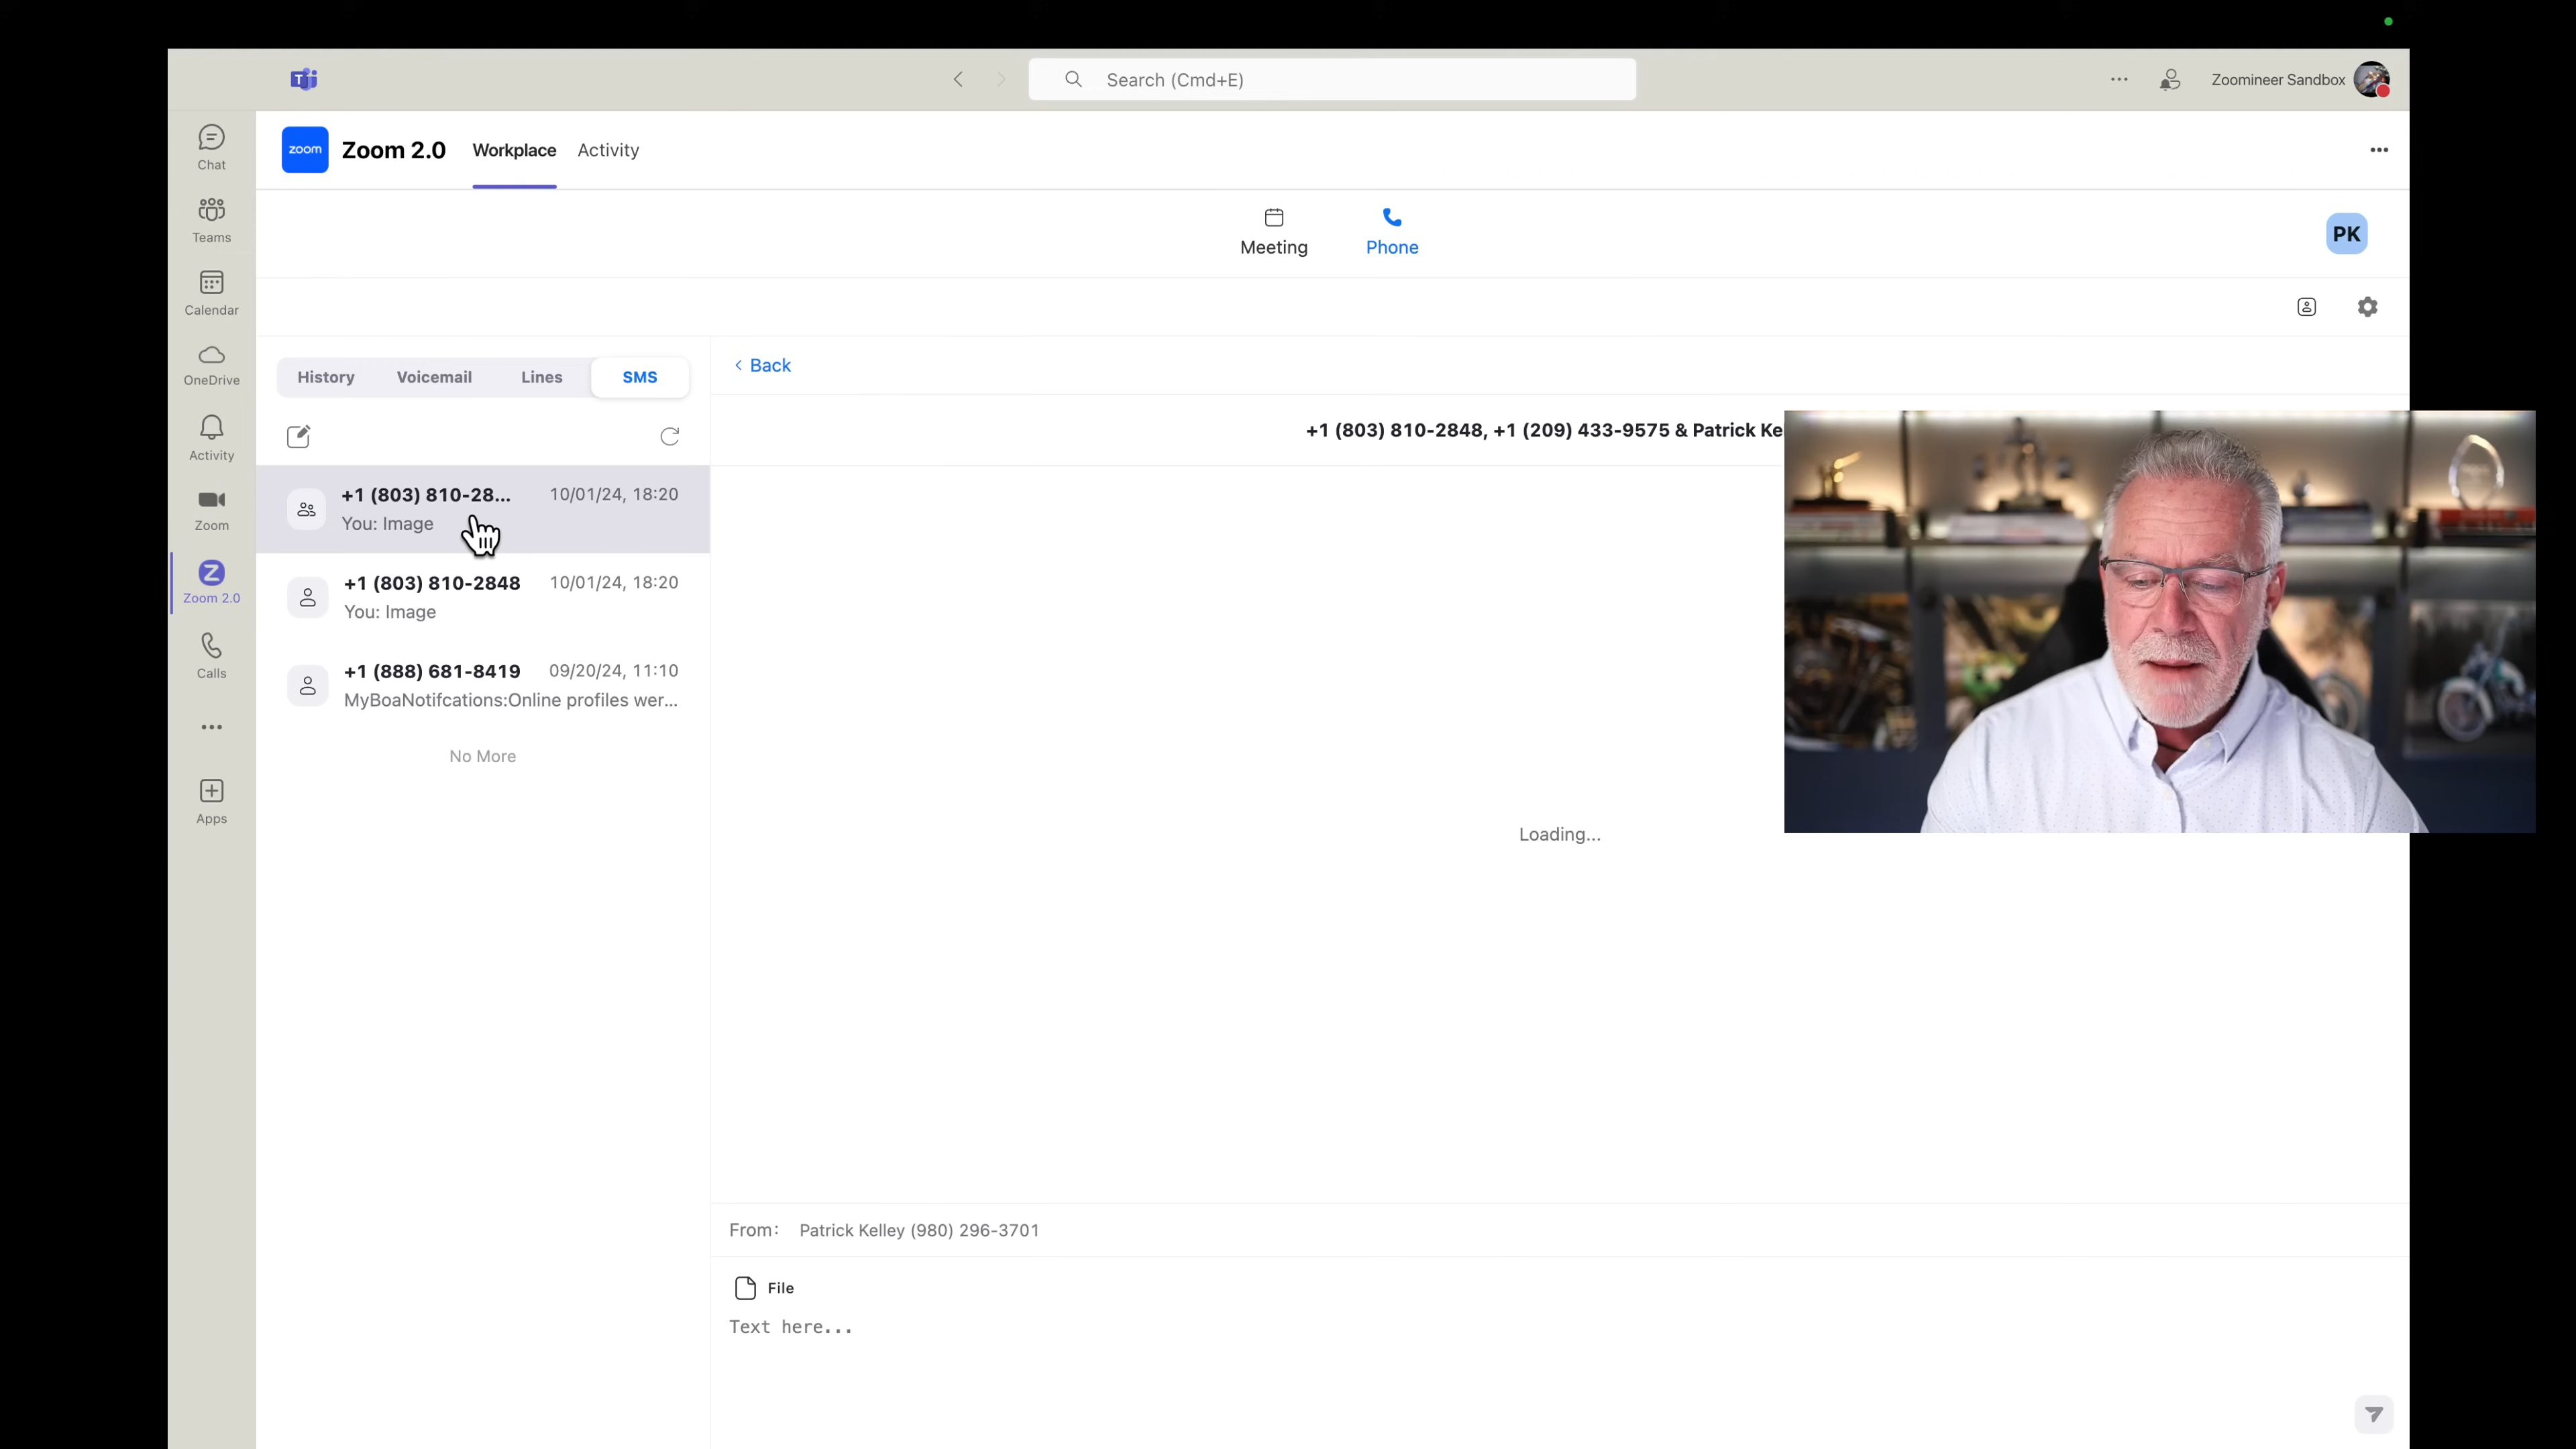 Search (Cmd+E)
Zoomineer Sandbox
Chat
Teams
Calendar
OneDrive
Activity
Zoom
Zoom 2.0
Calls
Apps
zoom
Zoom 2.0
Workplace
Activity
Meeting
Phone
PK
History
Voicemail
Lines
SMS
+1 (803) 810-28...
10/01/24, 18:20
You: Image
+1 (803) 810-2848
10/01/24, 18:20
You: Image
+1 (888) 681-8419
09/20/24, 11:10
MyBoaNotifcations:Online profiles wer...
No More
Back
+1 (803) 810-2848, +1 (209) 433-9575 & Patrick Ke
Loading...
From: Patrick Kelley (980) 296-3701
File
Text here...